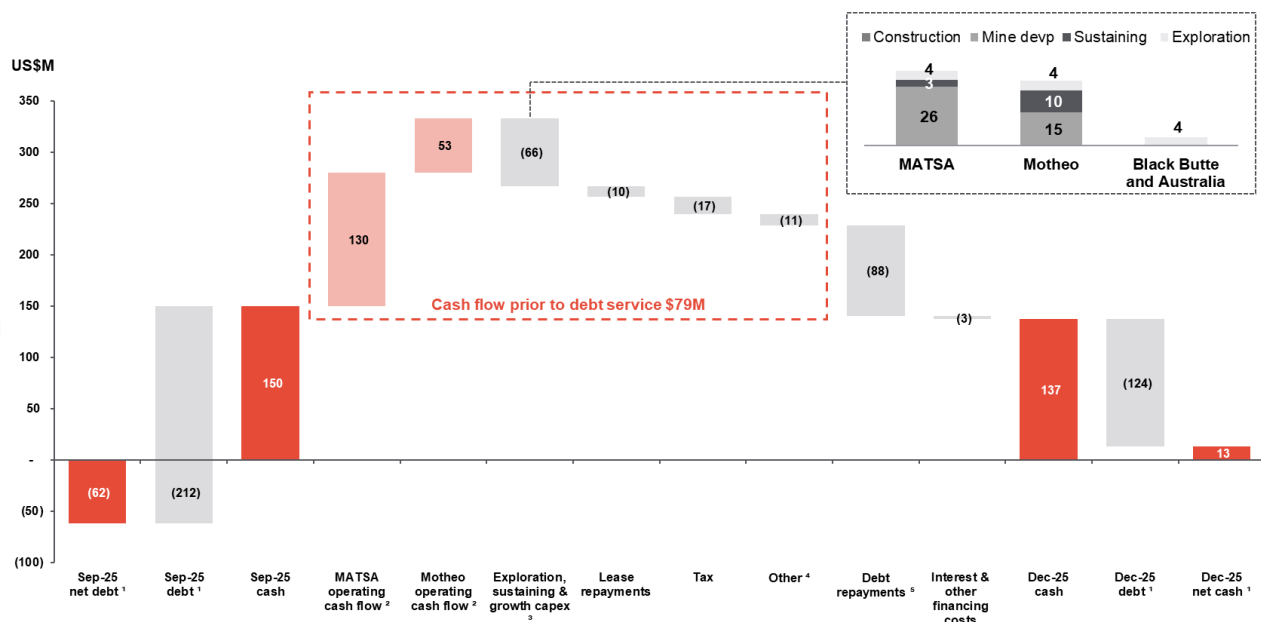 Construction Mine devp Sustaining Exploration
4 4
3 10 4
26 15
MATSA Motheo Black Butte
and Australia
US$M
350
300
250
200
150
100
50
-
(50)
(100)
(62)
(212)
150
130
53
(66)
(10)
(17)
(11)
Cash flow prior to debt service $79M
(88)
(3)
137
(124)
13
Sep-25
net debt ¹
Sep-25
debt ¹
Sep-25
cash
MATSA
operating
cash flow ²
Motheo
operating
cash flow ²
Exploration,
sustaining &
growth capex
³
Lease
repayments
Tax
Other ⁴
Debt
repayments ⁵
Interest &
other
financing
costs
Dec-25
cash
Dec-25
debt ¹
Dec-25
net cash ¹